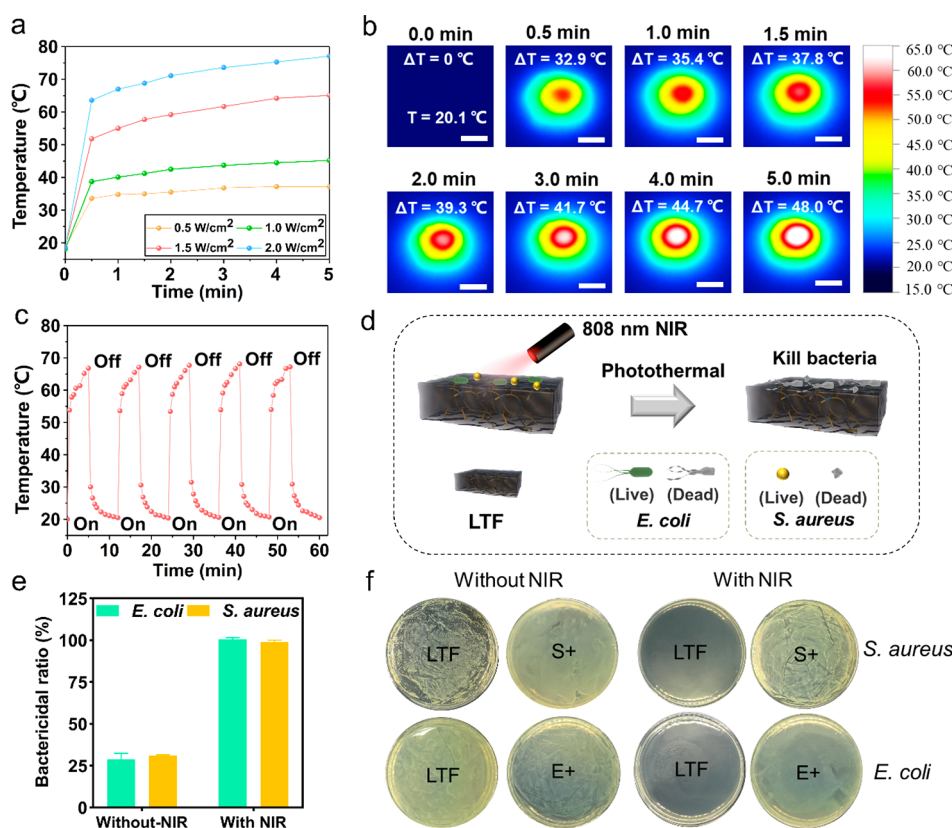 a
Temperature (℃)
80
70
60
50
40
30
20
0.5 W/cm²
1.0 W/cm²
1.5 W/cm²
2.0 W/cm²
0
1
2
3
4
5
Time (min)
b
0.0 min
0.5 min
1.0 min
1.5 min
ΔT = 0 ℃
ΔT = 32.9 ℃
ΔT = 35.4 ℃
ΔT = 37.8 ℃
T = 20.1 ℃
2.0 min
3.0 min
4.0 min
5.0 min
ΔT = 39.3 ℃
ΔT = 41.7 ℃
ΔT = 44.7 ℃
ΔT = 48.0 ℃
65.0 ℃
60.0 ℃
55.0 ℃
50.0 ℃
45.0 ℃
40.0 ℃
35.0 ℃
30.0 ℃
25.0 ℃
20.0 ℃
15.0 ℃
c
Temperature (℃)
80
70
60
50
40
30
20
Off Off Off Off Off
On On On On On
0
10
20
30
40
50
60
Time (min)
d
808 nm NIR
Photothermal
Kill bacteria
LTF
(Live) (Dead)
E. coli
(Live) (Dead)
S. aureus
e
Bactericidal ratio (%)
125
100
75
50
25
0
E. coli
S. aureus
Without-NIR
With NIR
f
Without NIR
With NIR
LTF
S+
LTF
S+
S. aureus
LTF
E+
LTF
E+
E. coli